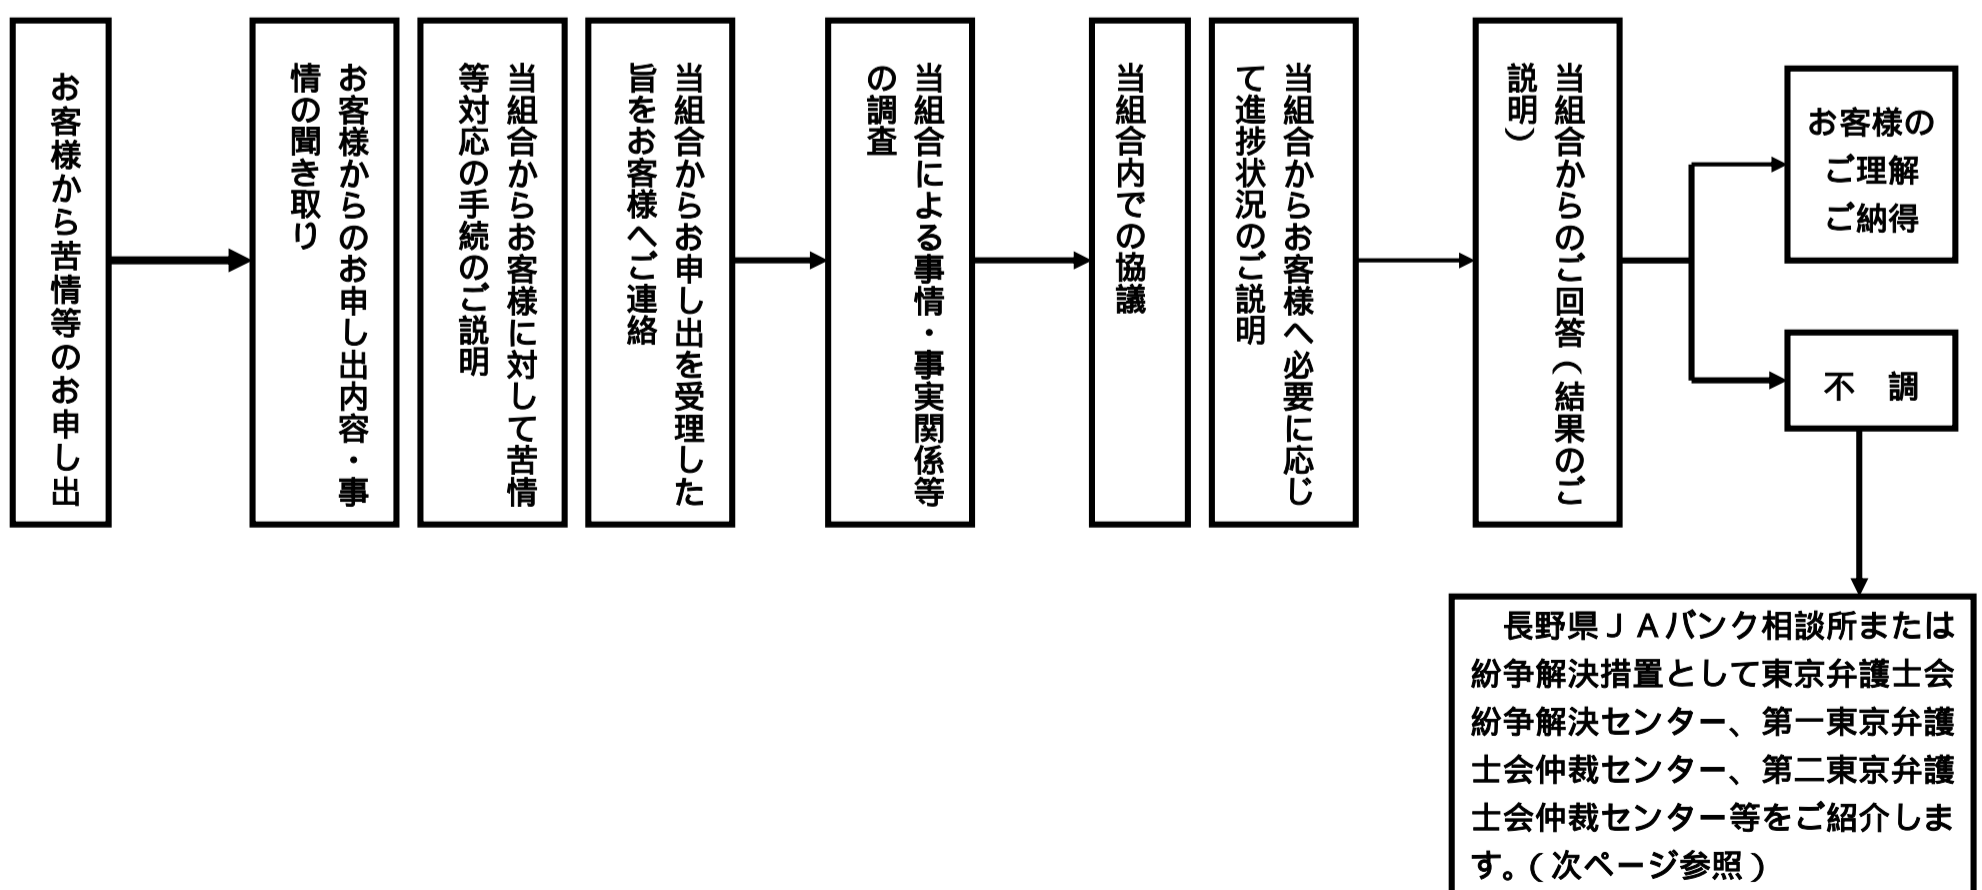 お客様から苦情等のお申し出
お客様からのお申し出内容・事
情の聞き取り
当組合からお客様に対して苦情
等対応の手続のご説明
当組合からお申し出を受理した
旨をお客様へご連絡
当組合による事情・事実関係等
の調査
当組合内での協議
当組合からお客様へ必要に応じ
て進捗状況のご説明
当組合からのご回答（結果のご
説明）
お客様の
ご理解
ご納得
不　調
長野県ＪＡバンク相談所または
紛争解決措置として東京弁護士会
紛争解決センター、第一東京弁護
士会仲裁センター、第二東京弁護
士会仲裁センター等をご紹介しま
す。（次ページ参照）